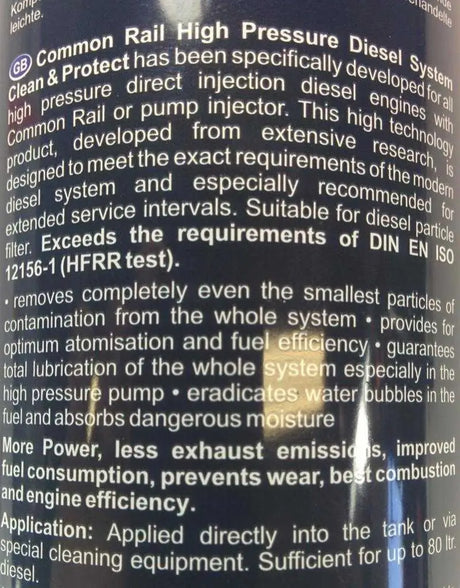 leichte.
GB Common Rail High Pressure Diesel System
Clean & Protect has been specifically developed for all
high pressure direct injection diesel engines with
Common Rail or pump injector. This high technology
product, developed from extensive research, is
designed to meet the exact requirements of the modern
diesel system and especially recommended for
extended service intervals. Suitable for diesel particle
filter. Exceeds the requirements of DIN EN ISO
12156-1 (HFRR test).
• removes completely even the smallest particles of
contamination from the whole system • provides for
optimum atomisation and fuel efficiency • guarantees
total lubrication of the whole system especially in the
high pressure pump • eradicates water bubbles in the
fuel and absorbs dangerous moisture
More Power, less exhaust emissions, improved
fuel consumption, prevents wear, best combustion
and engine efficiency.
Application: Applied directly into the tank or via
special cleaning equipment. Sufficient for up to 80 ltr.
diesel.